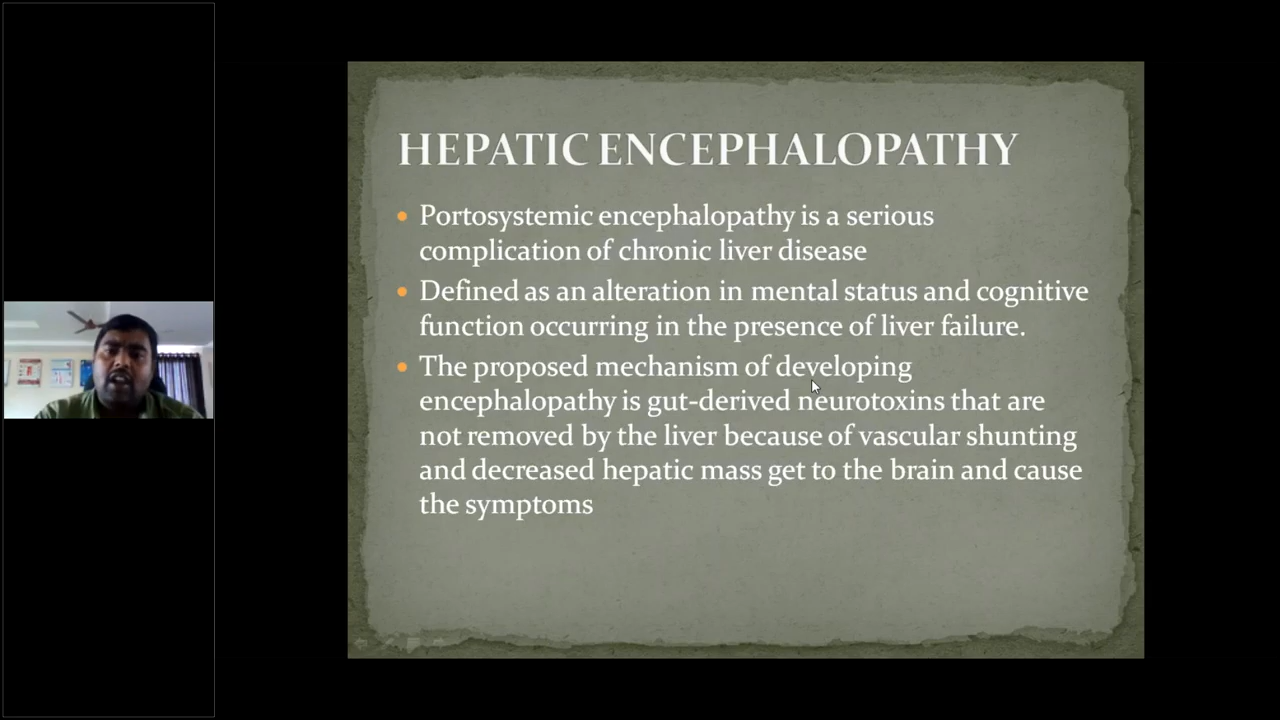 HEPATIC ENCEPHALOPATHY
Portosystemic encephalopathy is a serious
complication of chronic liver disease
Defined as an alteration in mental status and cognitive
function occurring in the presence of liver failure.
The proposed mechanism of developing
encephalopathy is gut-derived neurotoxins that are
not removed by the liver because of vascular shunting
and decreased hepatic mass get to the brain and cause
the symptoms